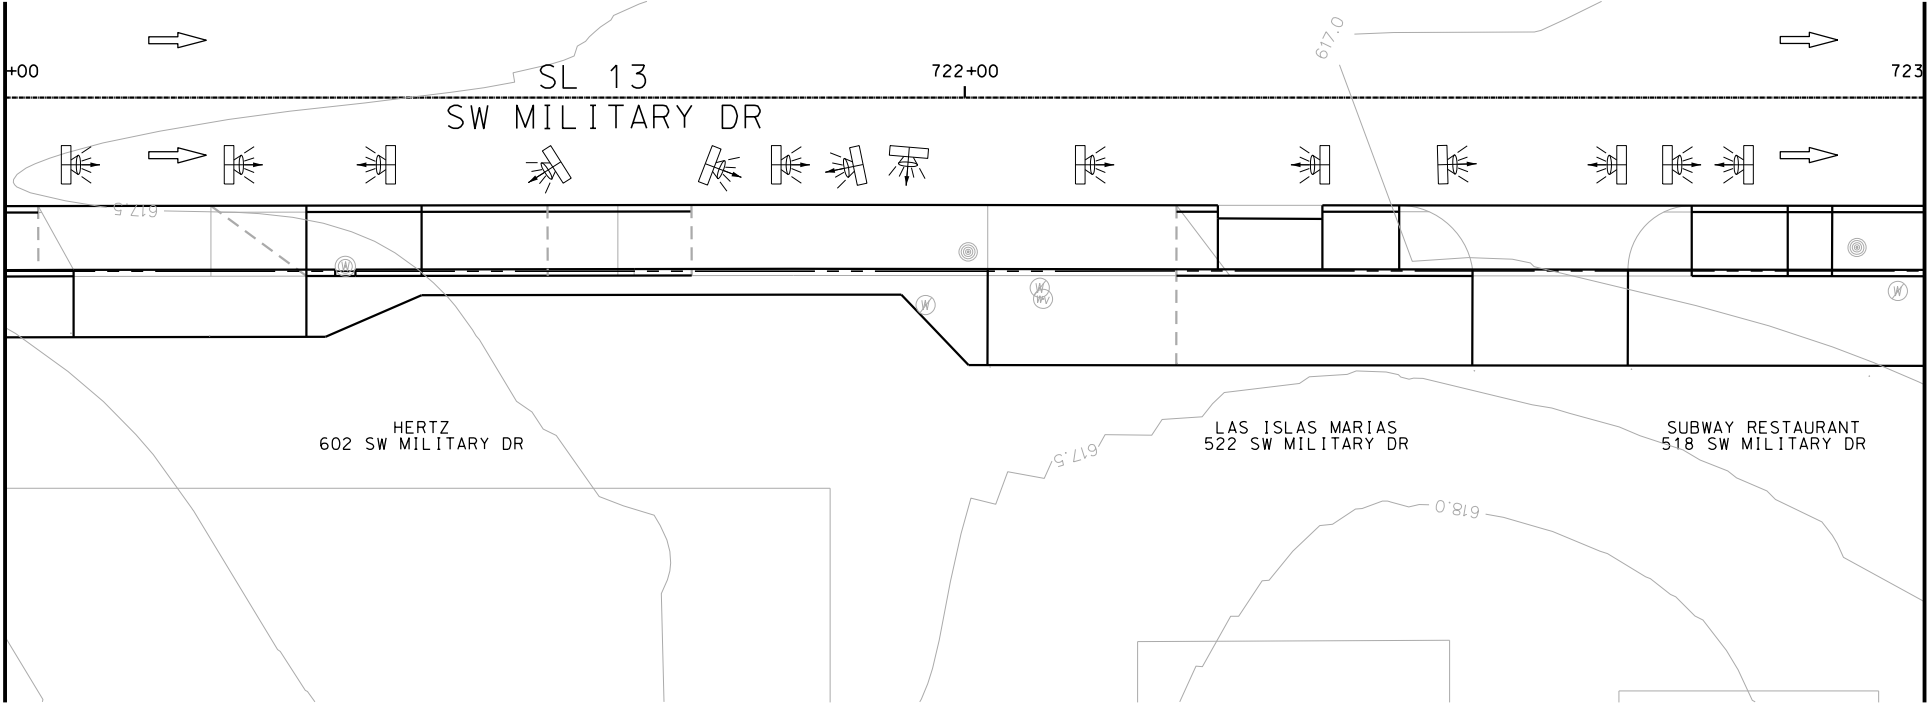 617.0
+00
SL 13
722+00
723
SW MILITARY DR
617.5
W
W
W
WV
W
HERTZ
602 SW MILITARY DR
LAS ISLAS MARIAS
522 SW MILITARY DR
SUBWAY RESTAURANT
518 SW MILITARY DR
617.5
618.0